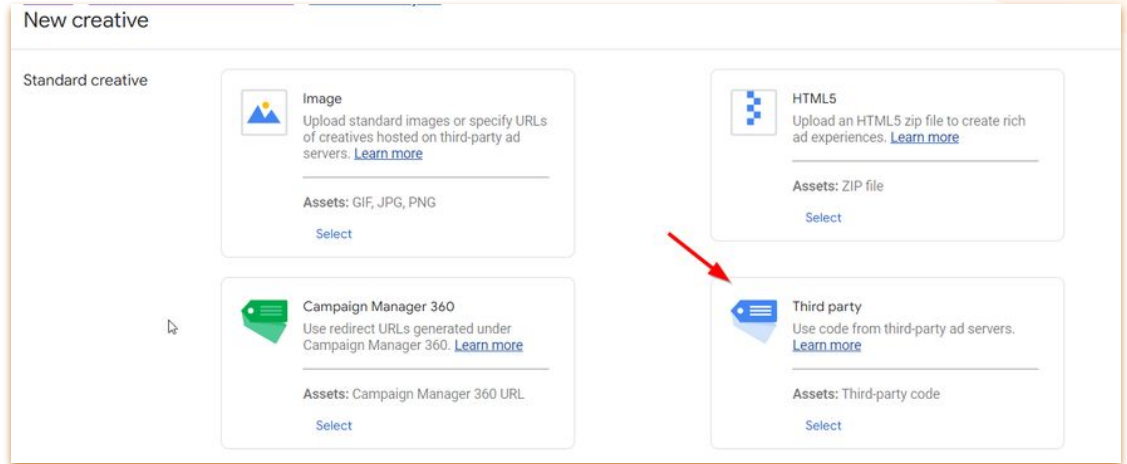 New creative
Standard creative
Image
Upload standard images or specify URLs
of creatives hosted on third-party ad
servers. Learn more
Assets: GIF, JPG, PNG
Select
HTML5
Upload an HTML5 zip file to create rich
ad experiences. Learn more
Assets: ZIP file
Select
Campaign Manager 360
Use redirect URLs generated under
Campaign Manager 360. Learn more
Assets: Campaign Manager 360 URL
Select
Third party
Use code from third-party ad servers.
Learn more
Assets: Third-party code
Select